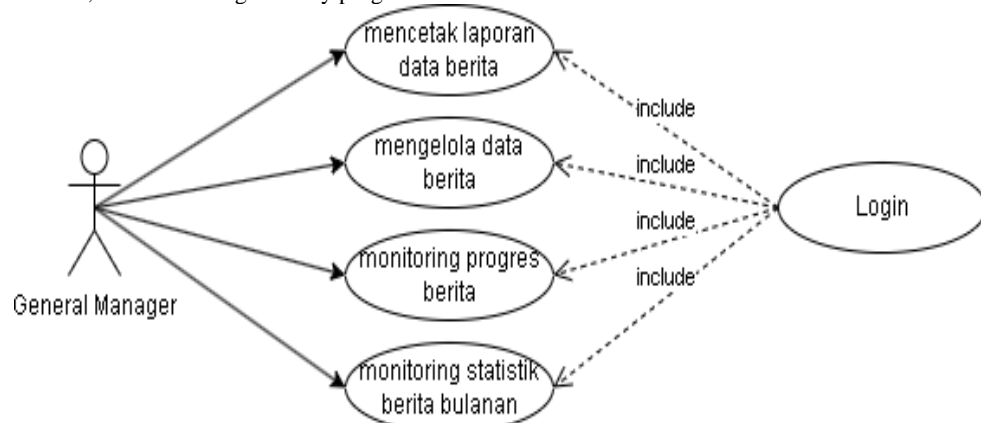 mencetak laporan
data berita
include
mengelola data
berita
include
Login
include
monitoring progres
berita
General Manager
include
monitoring statistik
berita bulanan